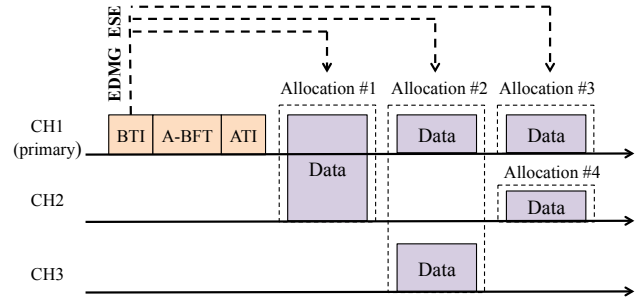 EDMG ESE
Allocation #1
Allocation #2
Allocation #3
CH1
(primary)
BTI
A-BFT
ATI
Data
Data
Data
Allocation #4
CH2
Data
CH3
Data